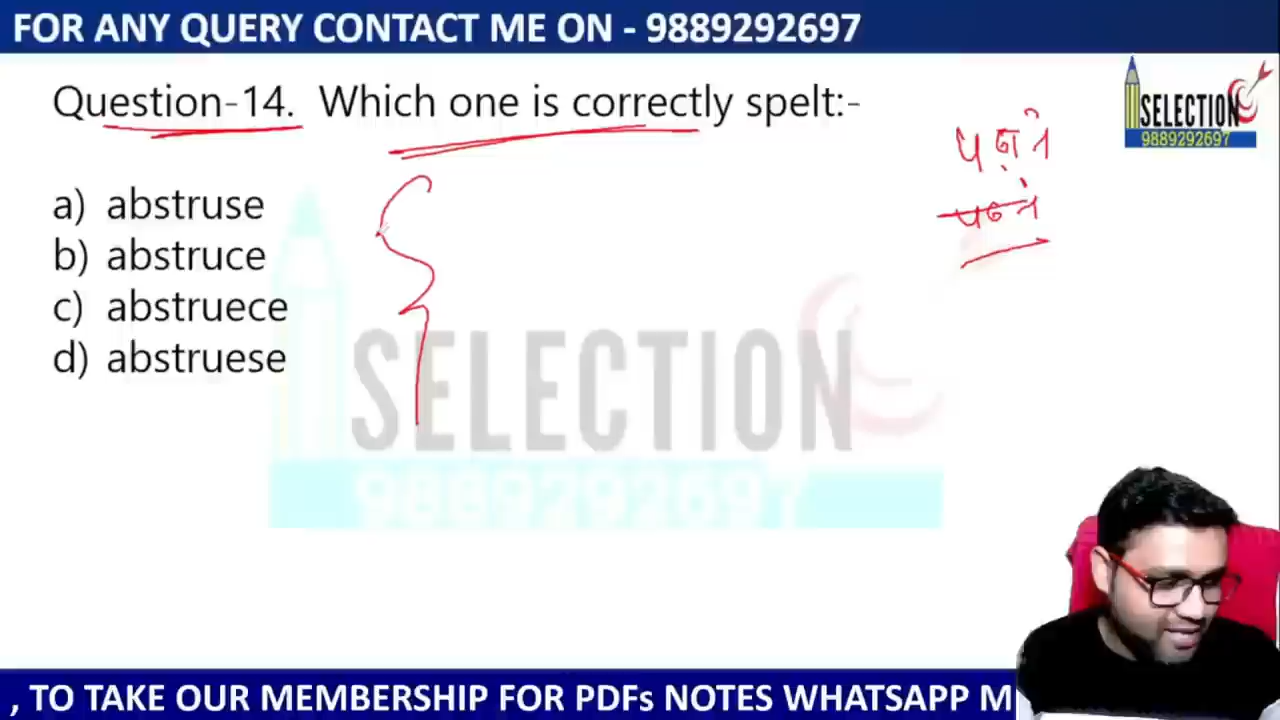 FOR ANY QUERY CONTACT ME ON - 9889292697
Question-14. Which one is correctly spelt:-
SELECTION
9889292697
a) abstruse
b) abstruce
c) abstruece
d) abstruese
SELECTION
9889292697
, TO TAKE OUR MEMBERSHIP FOR PDFs NOTES WHATSAPP M